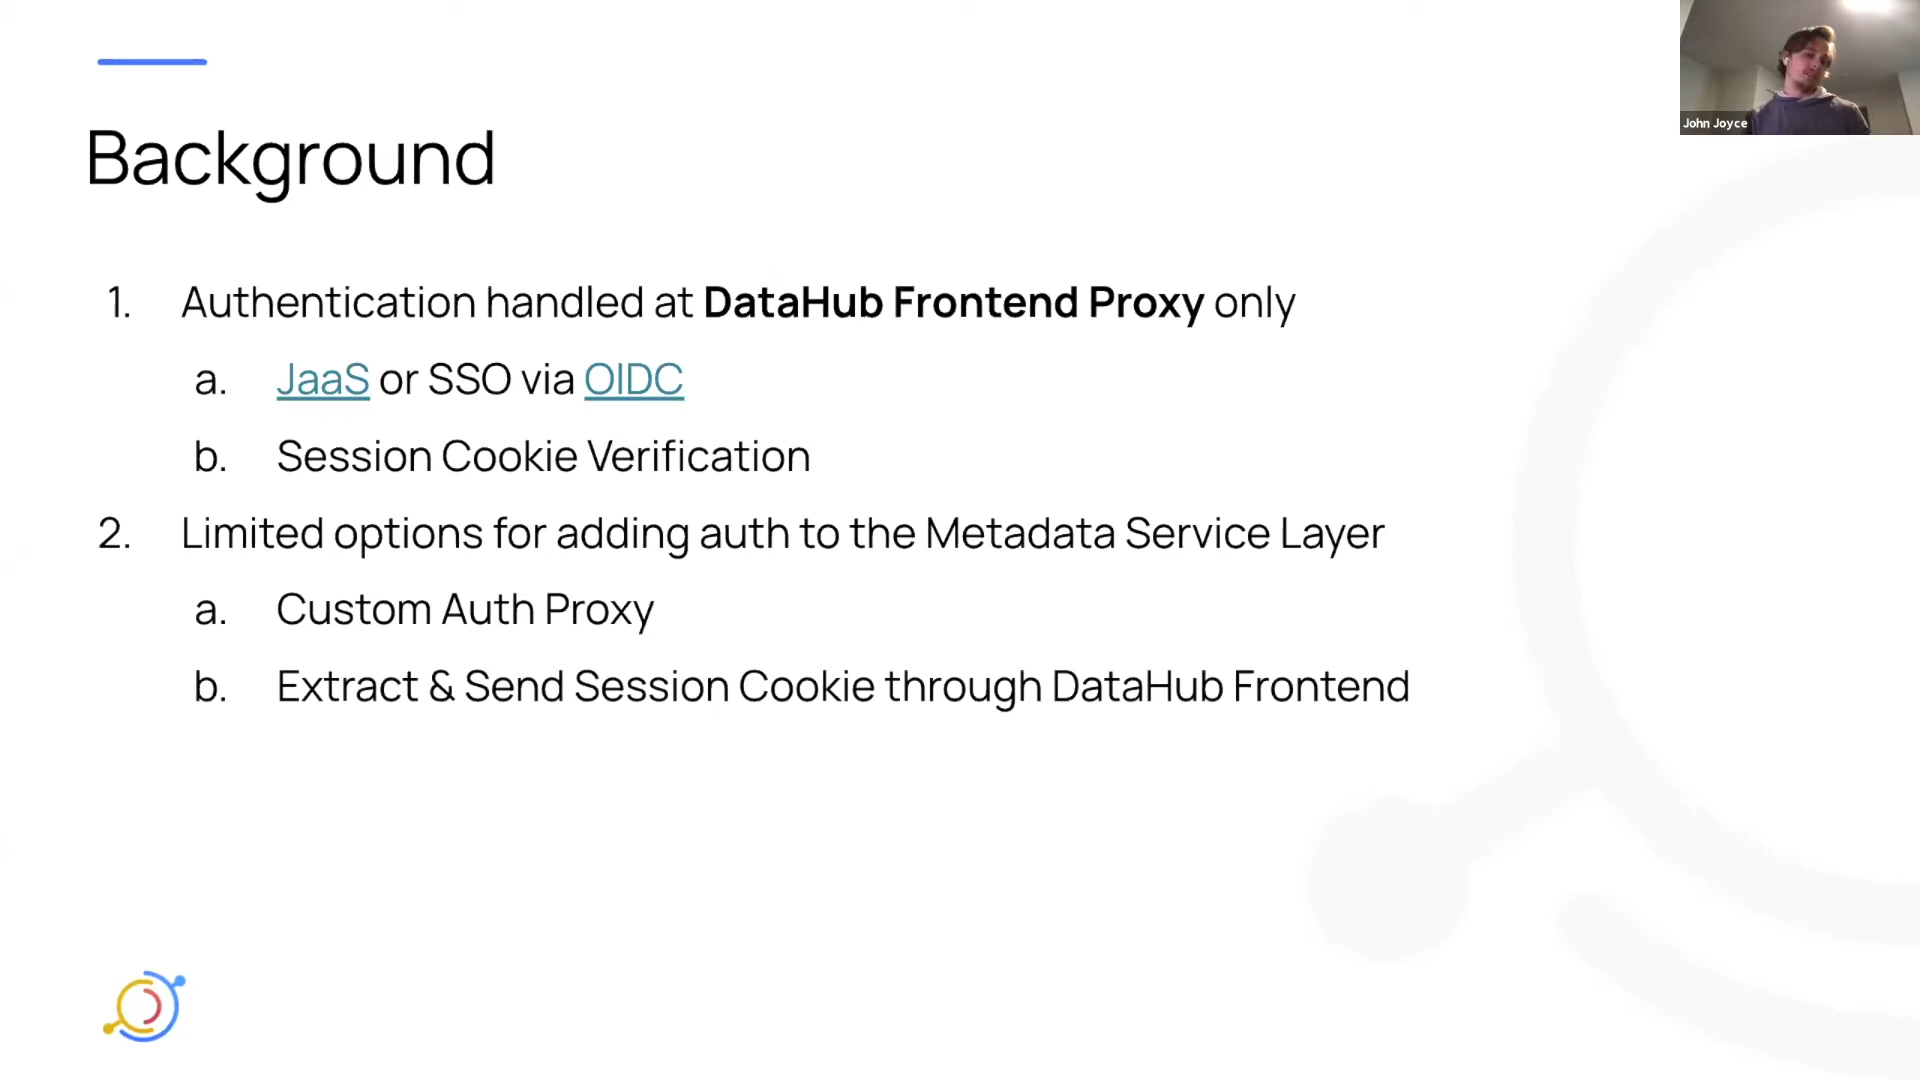 John Joyce
Background
1. Authentication handled at DataHub Frontend Proxy only
a. JaaS or SSO via OIDC
b. Session Cookie Verification
2. Limited options for adding auth to the Metadata Service Layer
a. Custom Auth Proxy
b. Extract & Send Session Cookie through DataHub Frontend